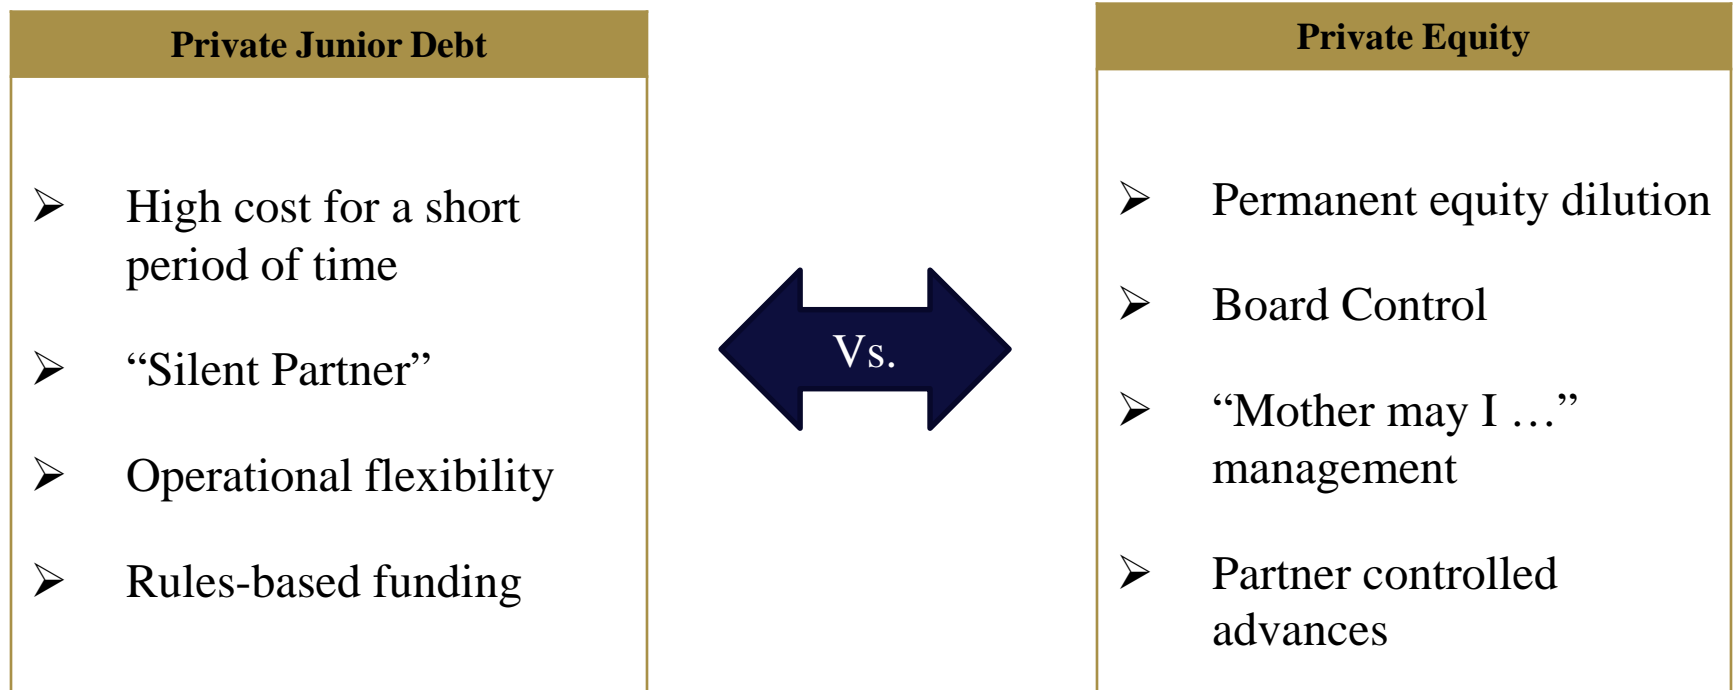 Private Junior Debt
➢ High cost for a short
period of time
➢ “Silent Partner”
➢ Operational flexibility
➢ Rules-based funding
Vs.
Private Equity
➢ Permanent equity dilution
➢ Board Control
➢ “Mother may I …”
management
➢ Partner controlled
advances